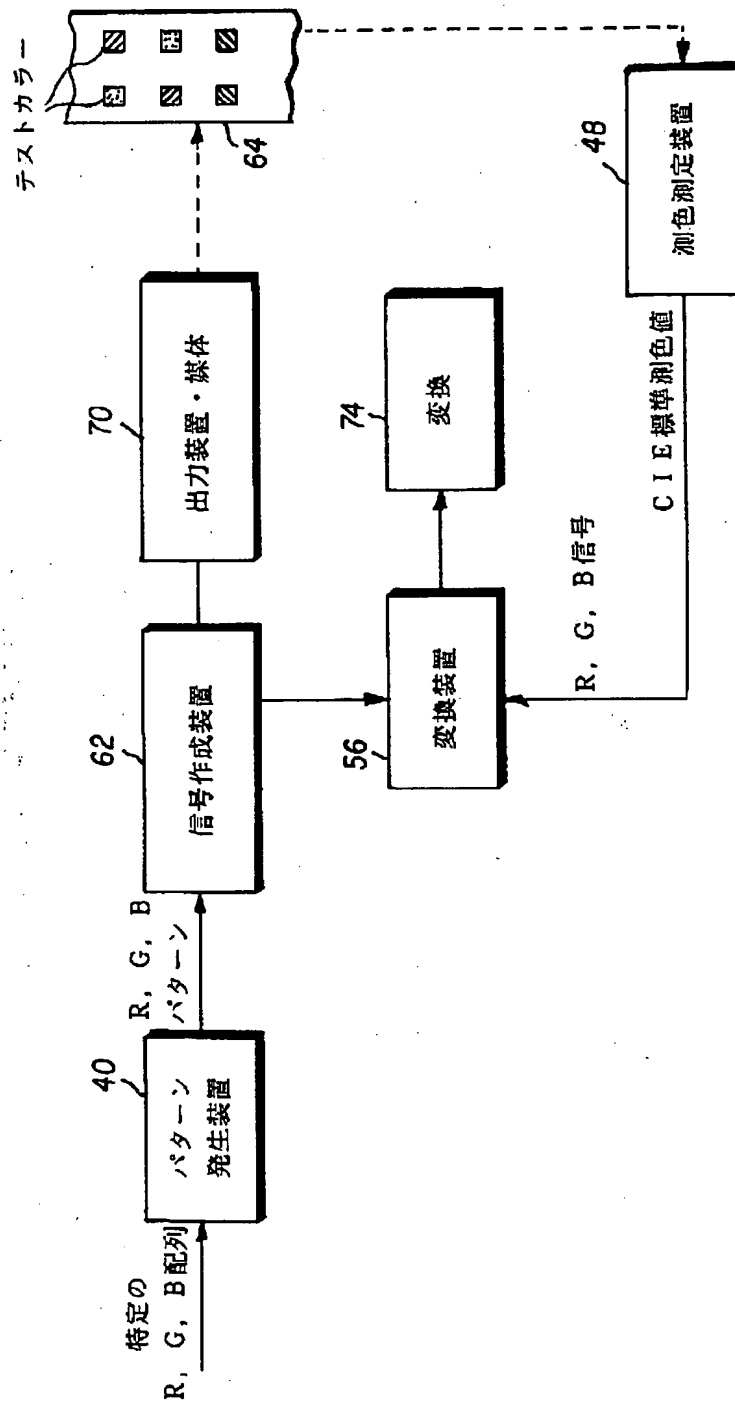 特定の
R, G, B配列
40
パターン
発生装置
R, G, B
パターン
62
信号作成装置
70
出力装置・媒体
テストカラー
64
56
変換装置
74
変換
R, G, B信号
CIE標準測色値
48
測色測定装置